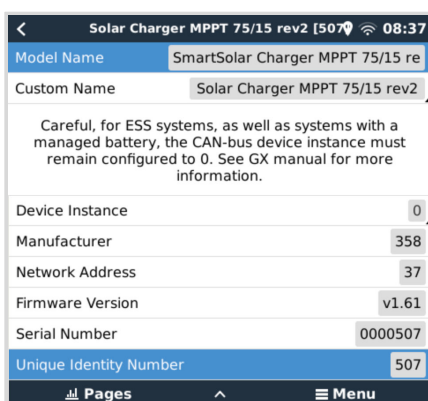 Solar Charger MPPT 75/15 rev2 [507 08:37
Model Name SmartSolar Charger MPPT 75/15 re
Custom Name Solar Charger MPPT 75/15 rev2
Careful, for ESS systems, as well as systems with a
managed battery, the CAN-bus device instance must
remain configured to 0. See GX manual for more
information.
Device Instance 0
Manufacturer 358
Network Address 37
Firmware Version v1.61
Serial Number 0000507
Unique Identity Number 507
Pages Menu